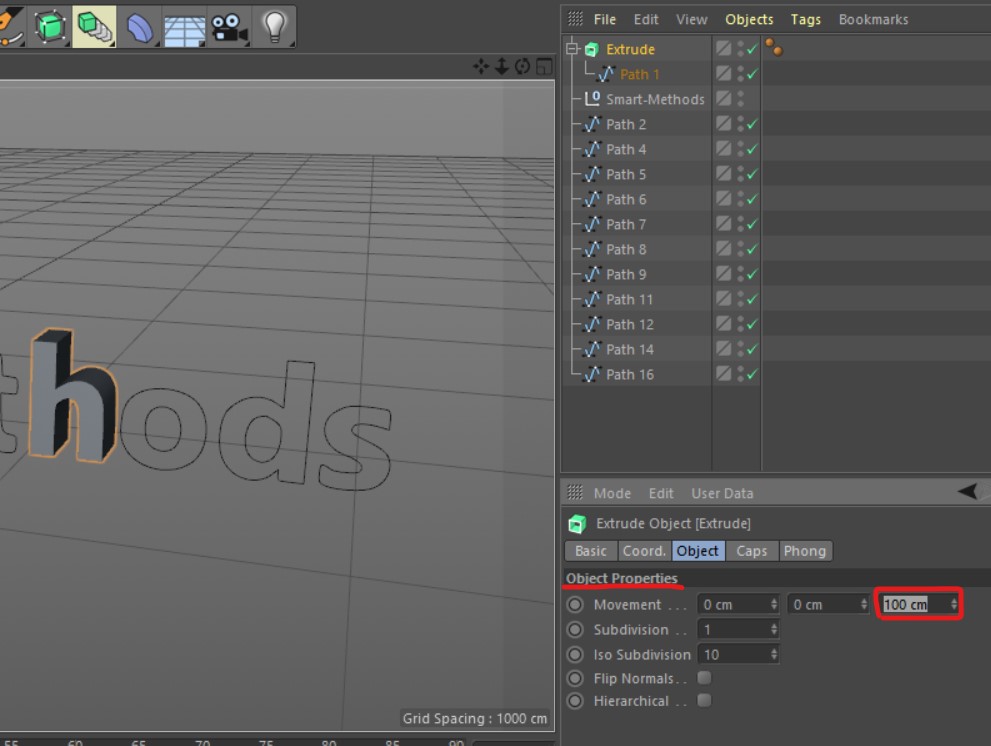 File Edit View Objects Tags Bookmarks
Extrude
Path 1
Smart-Methods
Path 2
Path 4
Path 5
Path 6
Path 7
Path 8
Path 9
Path 11
Path 12
Path 14
Path 16
thods
Grid Spacing : 1000 cm
Mode Edit User Data
Extrude Object [Extrude]
Basic Coord. Object Caps Phong
Object Properties
Movement . . . 0 cm 0 cm 100 cm
Subdivision . . 1
Iso Subdivision 10
Flip Normals. .
Hierarchical . .
55 60 65 70 75 80 85 90